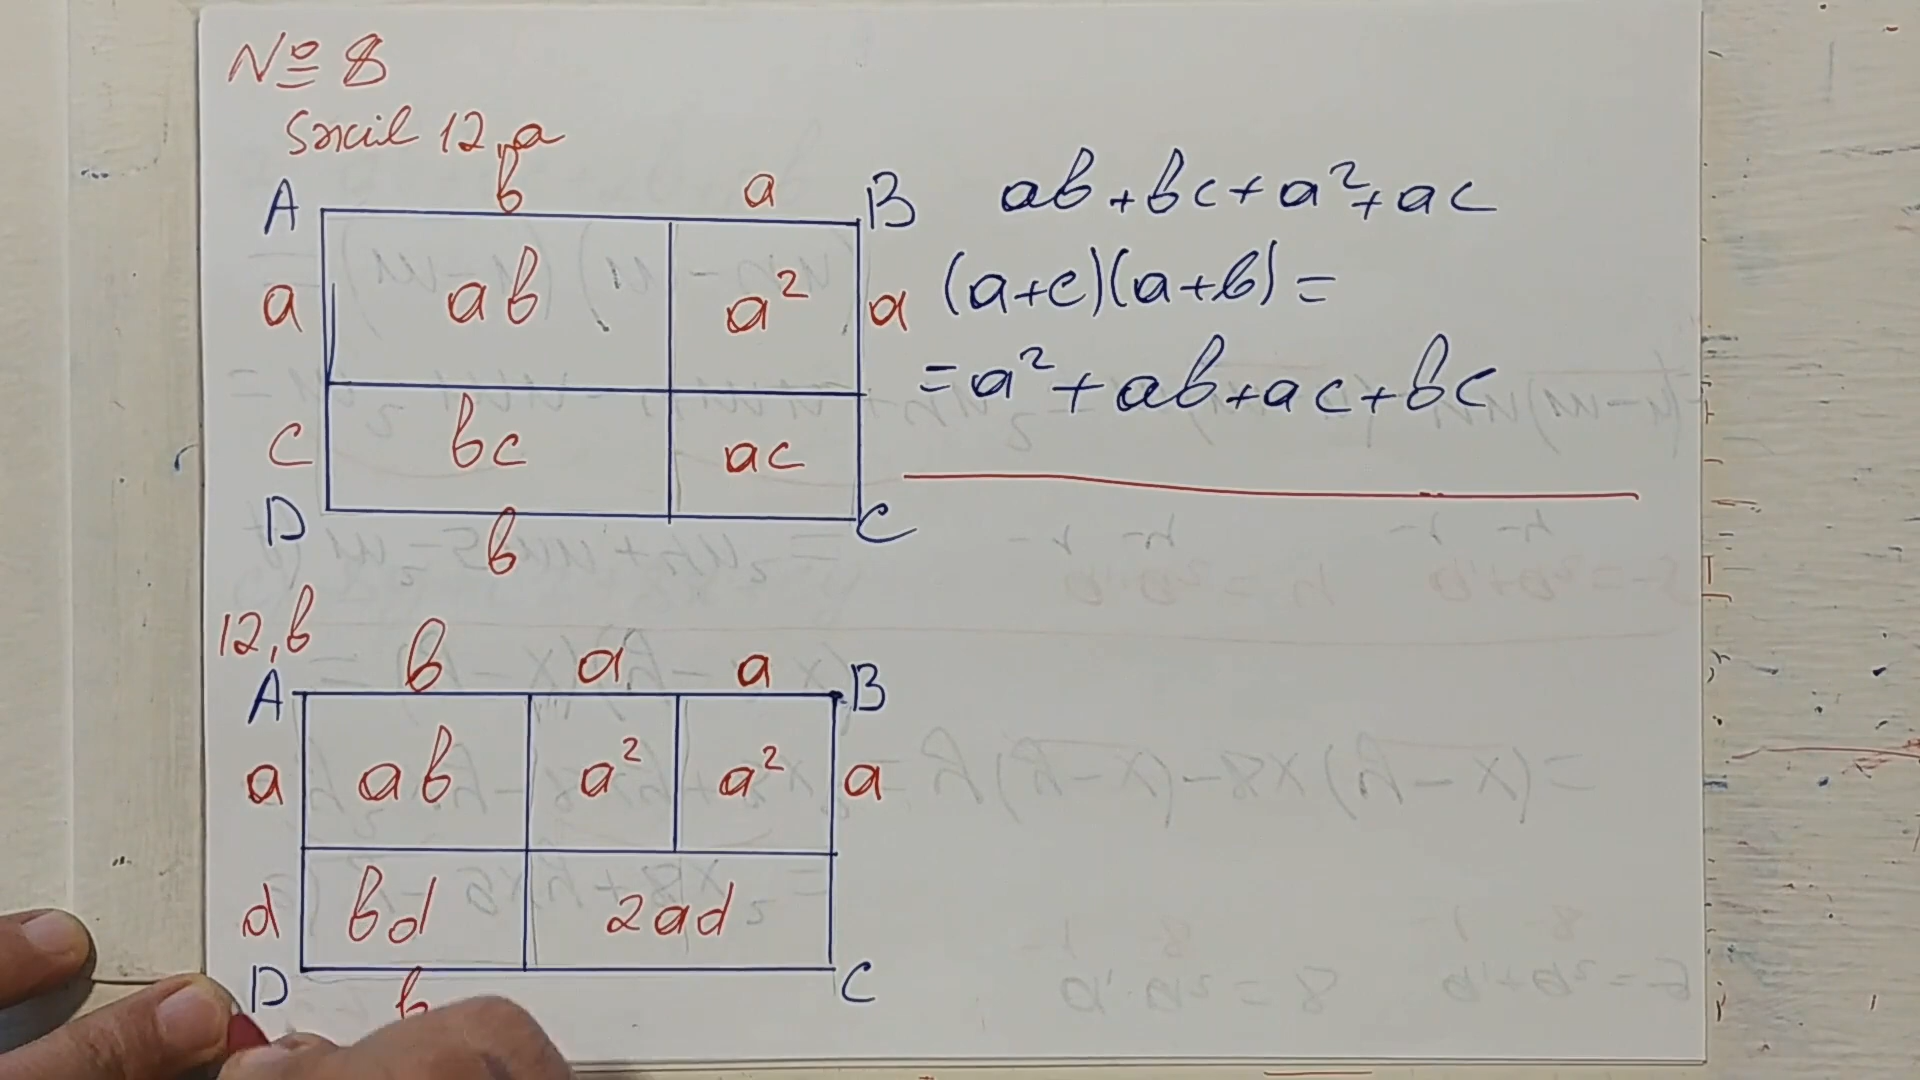 № 8
Şəkil 12, a
b a
A B
a ab a² a
c bc ac
D C
b
ab + bc + a² + ac
(a+c)(a+b) =
= a² + ab + ac + bc
12, b
b a a
A B
a ab a² a² a
d bd 2ad
D C
b